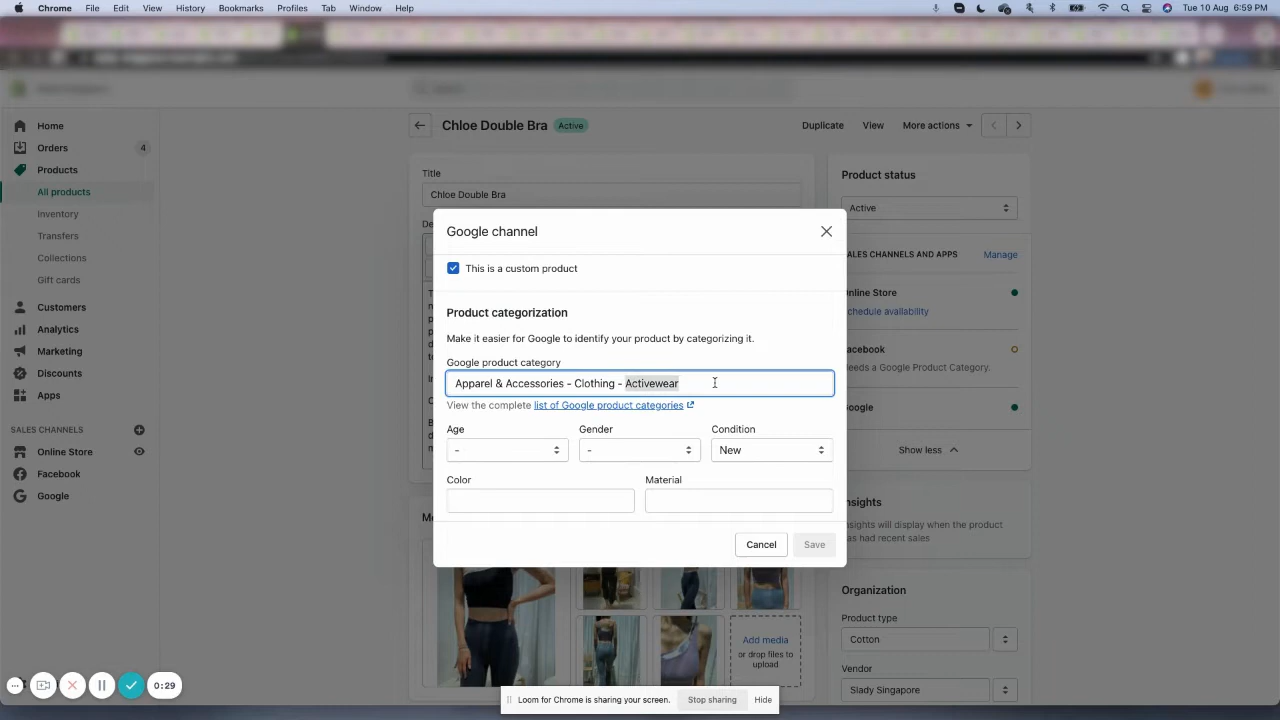 Chrome File Edit View History Bookmarks Profiles Tab Window Help
Tue 10 Aug 6:59 PM
Home
Orders 4
Products
All products
Inventory
Transfers
Collections
Gift cards
Customers
Analytics
Marketing
Discounts
Apps
SALES CHANNELS
Online Store
Facebook
Google
Chloe Double Bra Active
Duplicate View More actions
Title
Chloe Double Bra
Google channel
This is a custom product
Product categorization
Make it easier for Google to identify your product by categorizing it.
Google product category
Apparel & Accessories - Clothing - Activewear
View the complete list of Google product categories
Age Gender Condition
- - New
Color Material
Cancel Save
Add media
or drop files to
upload
Product status
Active
ALES CHANNELS AND APPS Manage
nline Store
chedule availability
acebook
eeds a Google Product Category.
oogle
Show less
nsights
nsights will display when the product
as had recent sales
Organization
Product type
Cotton
Vendor
Slady Singapore
0:29
Loom for Chrome is sharing your screen. Stop sharing Hide